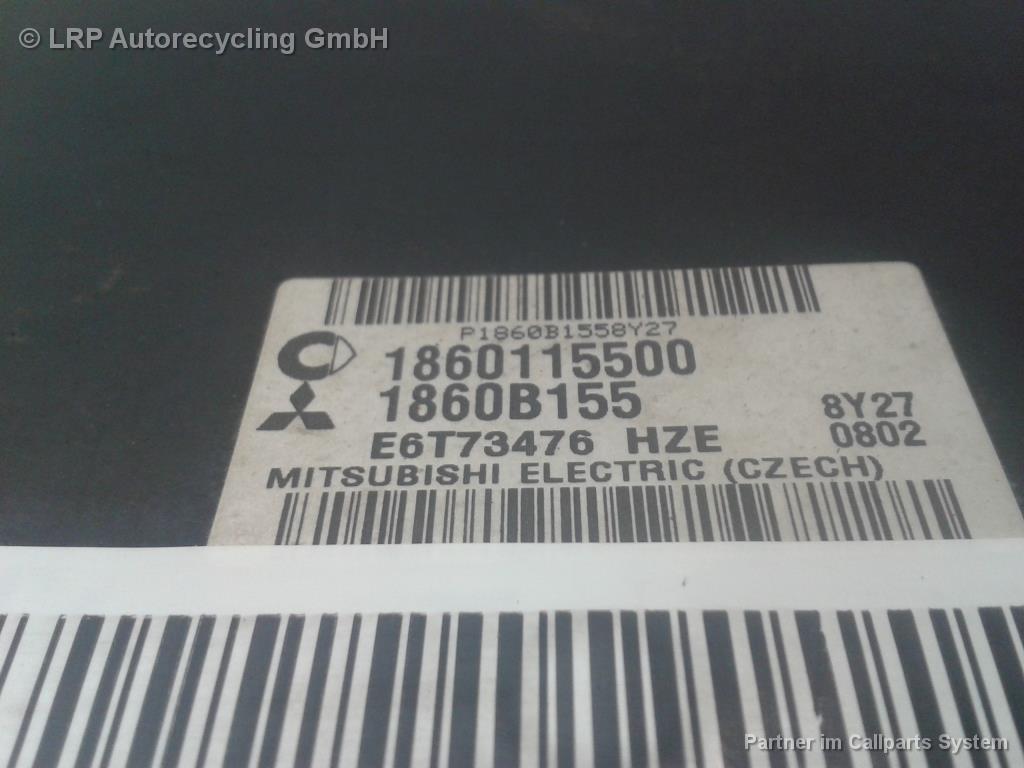 © LRP Autorecycling GmbH
P1860B1558Y27
1860115500
1860B155 8Y27
E6T73476 HZE 0802
MITSUBISHI ELECTRIC (CZECH)
Partner im Callparts System